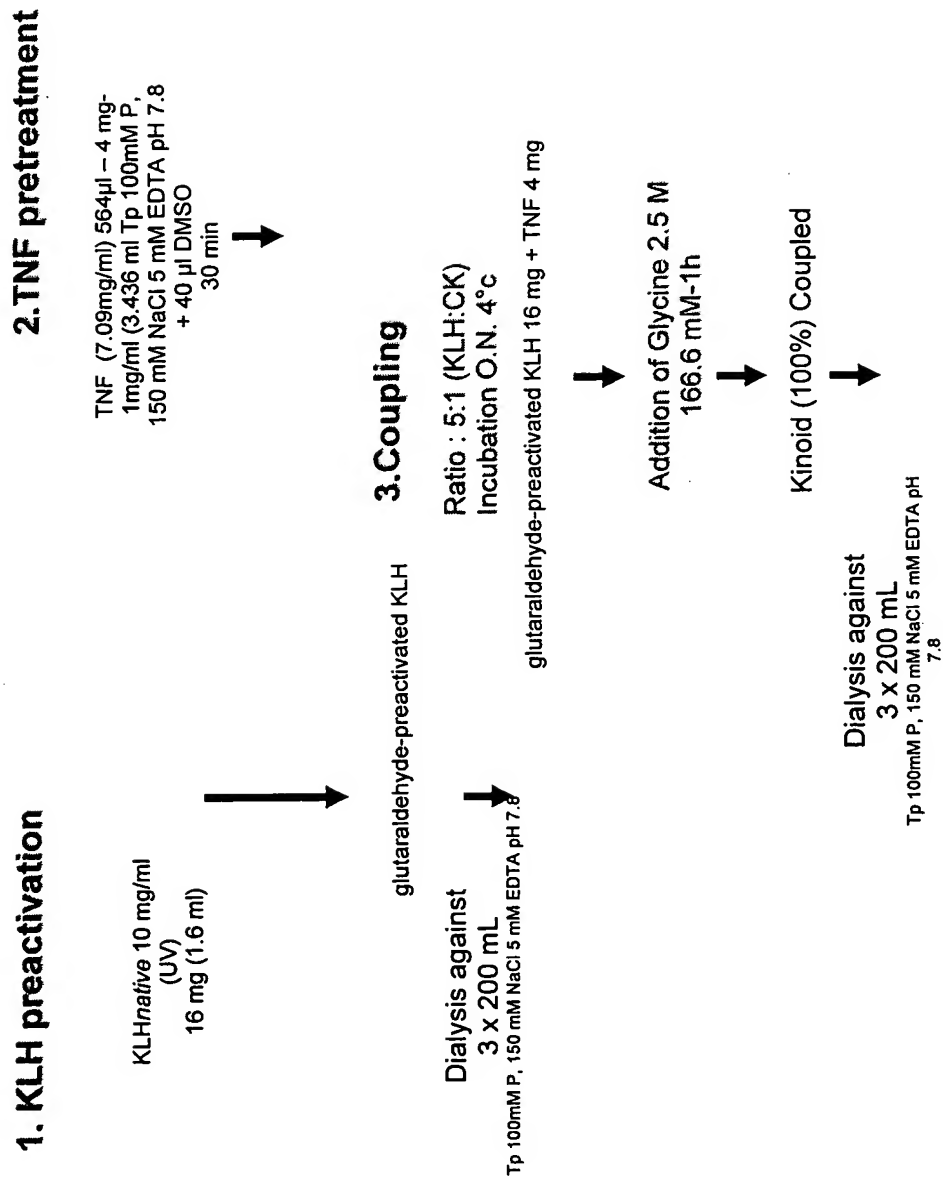 1. KLH preactivation
KLHnative 10 mg/ml
(UV)
16 mg (1.6 ml)
glutaraldehyde-preactivated KLH
Dialysis against
3 x 200 mL
Tp 100mM P, 150 mM NaCl 5 mM EDTA pH 7.8
2.TNF pretreatment
TNF (7.09mg/ml) 564µl – 4 mg-
1mg/ml (3.436 ml Tp 100mM P,
150 mM NaCl 5 mM EDTA pH 7.8
+ 40 µl DMSO
30 min
3.Coupling
Ratio : 5:1 (KLH:CK)
Incubation O.N. 4°c
glutaraldehyde-preactivated KLH 16 mg + TNF 4 mg
Addition of Glycine 2.5 M
166.6 mM-1h
Kinoid (100%) Coupled
Dialysis against
3 x 200 mL
Tp 100mM P, 150 mM NaCl 5 mM EDTA pH
7.8